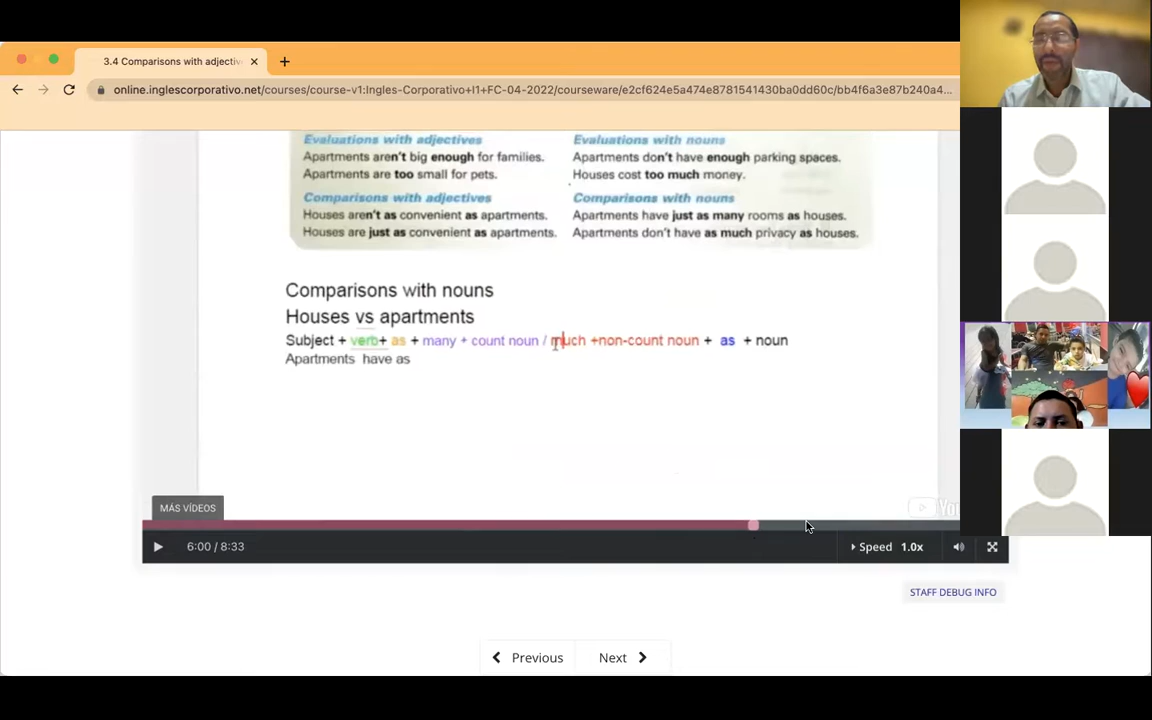 3.4 Comparisons with adjectiv
online.inglescorporativo.net/courses/course-v1:Ingles-Corporativo+I1+FC-04-2022/courseware/e2cf624e5a474e8781541430ba0dd60c/bb4f6a3e87b240a4...
Evaluations with adjectives
Apartments aren't big enough for families.
Apartments are too small for pets.
Comparisons with adjectives
Houses aren't as convenient as apartments.
Houses are just as convenient as apartments.
Evaluations with nouns
Apartments don't have enough parking spaces.
Houses cost too much money.
Comparisons with nouns
Apartments have just as many rooms as houses.
Apartments don't have as much privacy as houses.
Comparisons with nouns
Houses vs apartments
Subject + verb+ as + many + count noun / much +non-count noun + as + noun
Apartments have as
MÁS VÍDEOS
6:00 / 8:33
Speed 1.0x
STAFF DEBUG INFO
Previous
Next